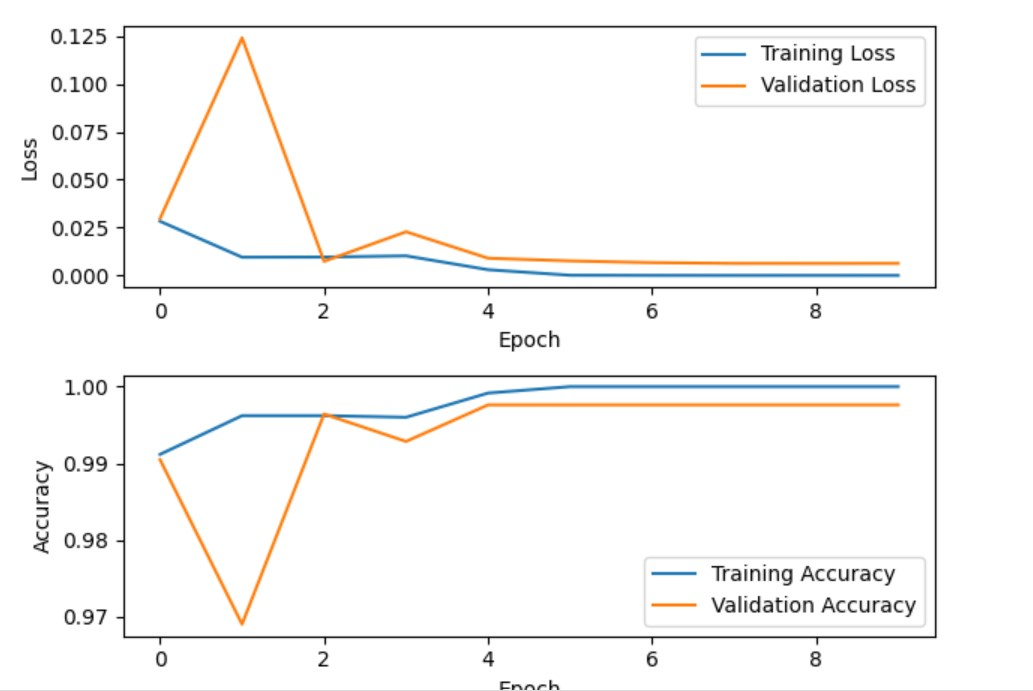 0.125
0.100
0.075
0.050
0.025
0.000
Loss
Training Loss
Validation Loss
0 2 4 6 8
Epoch
1.00
0.99
0.98
0.97
Accuracy
Training Accuracy
Validation Accuracy
0 2 4 6 8
Epoch